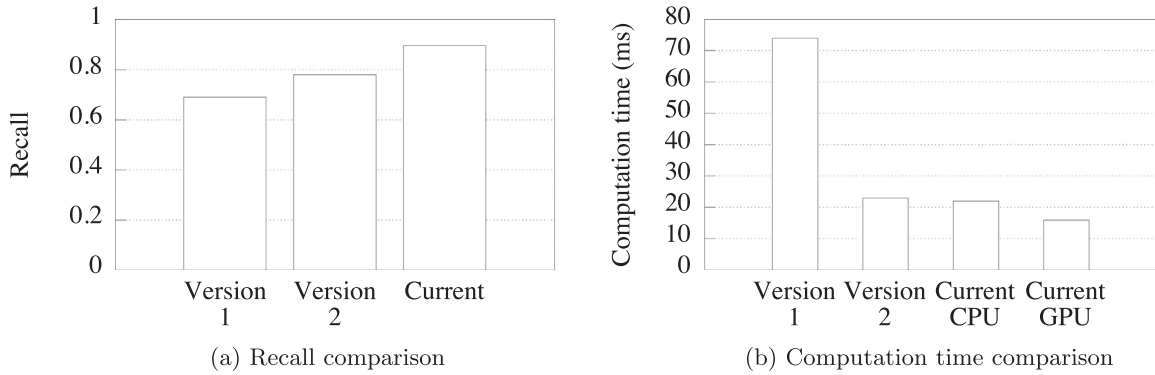 1
0.8
0.6
0.4
0.2
0
Recall
Version 1
Version 2
Current
(a) Recall comparison
80
70
60
50
40
30
20
10
0
Computation time (ms)
Version 1
Version 2
Current CPU
Current GPU
(b) Computation time comparison